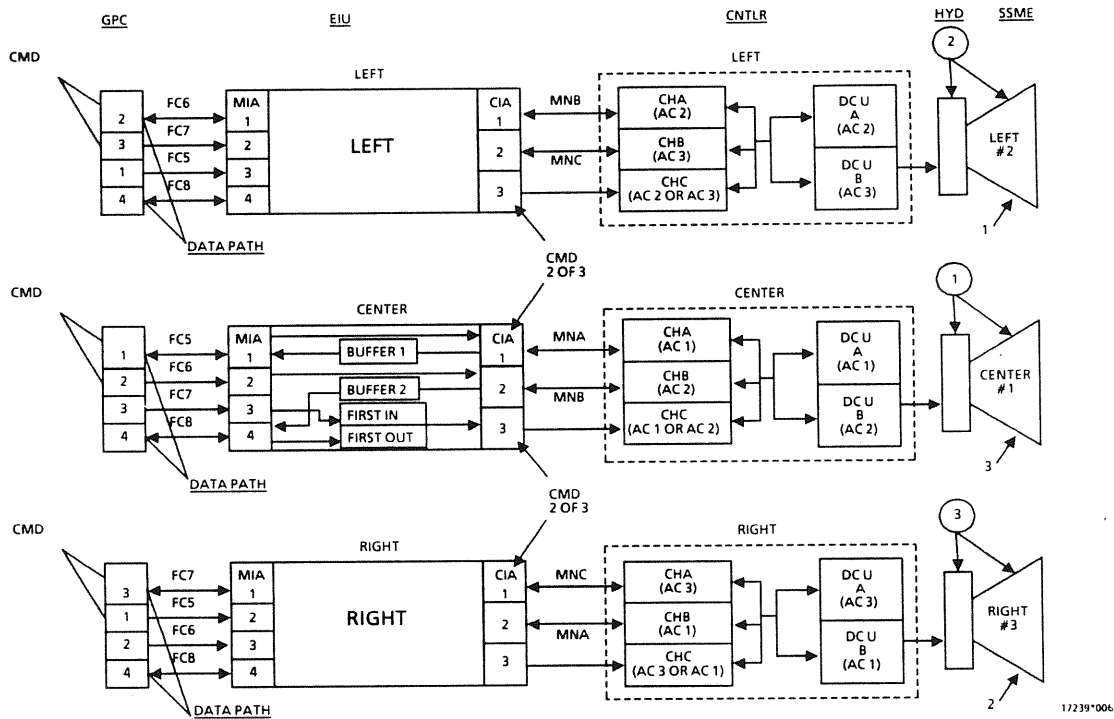 GPC EIU CNTLR HYD SSME
CMD
LEFT
LEFT
2
2
3
1
4
FC6
FC7
FC5
FC8
MIA
1
2
3
4
LEFT
CIA
1
2
3
MNB
MNC
CHA
(AC 2)
CHB
(AC 3)
CHC
(AC 2 OR AC 3)
DC U
A
(AC 2)
DC U
B
(AC 3)
LEFT
#2
1
DATA PATH
CMD
2 OF 3
CMD
CENTER
CENTER
1
1
2
3
4
FC5
FC6
FC7
FC8
MIA
1
2
3
4
BUFFER 1
BUFFER 2
FIRST IN
FIRST OUT
CIA
1
2
3
MNA
MNB
CHA
(AC 1)
CHB
(AC 2)
CHC
(AC 1 OR AC 2)
DC U
A
(AC 1)
DC U
B
(AC 2)
CENTER
#1
3
DATA PATH
CMD
2 OF 3
CMD
RIGHT
RIGHT
3
3
1
2
4
FC7
FC5
FC6
FC8
MIA
1
2
3
4
RIGHT
CIA
1
2
3
MNC
MNA
CHA
(AC 3)
CHB
(AC 1)
CHC
(AC 3 OR AC 1)
DC U
A
(AC 3)
DC U
B
(AC 1)
RIGHT
#3
2
DATA PATH
17239*006